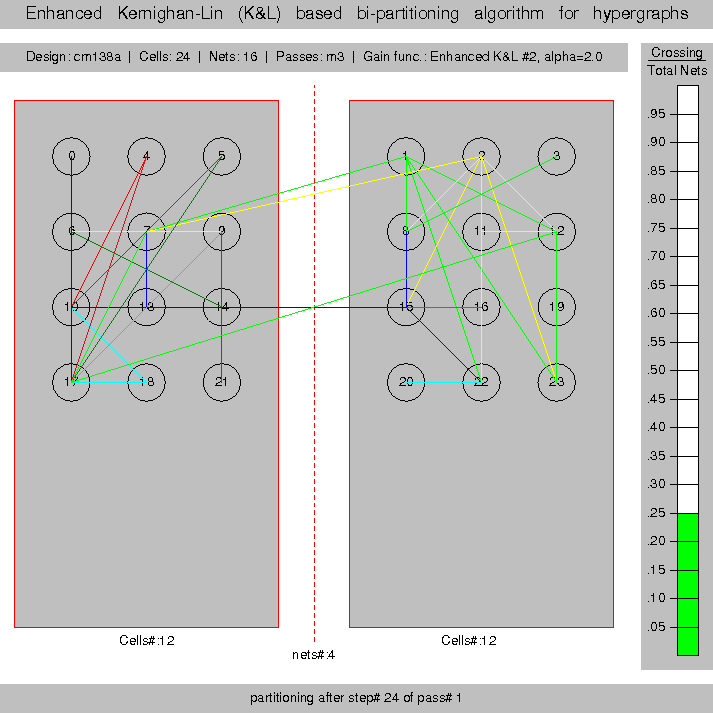 Enhanced Kernighan-Lin (K&L) based bi-partitioning algorithm for hypergraphs
Design: cm138a | Cells: 24 | Nets: 16 | Passes: m3 | Gain func.: Enhanced K&L #2, alpha=2.0
Crossing
Total Nets
0 4 5 1 2 3
6 7 9 8 11 12
10 13 14 15 16 19
17 18 21 20 22 23
.95
.90
.85
.80
.75
.70
.65
.60
.55
.50
.45
.40
.35
.30
.25
.20
.15
.10
.05
Cells#:12
Cells#:12
nets#:4
partitioning after step# 24 of pass# 1